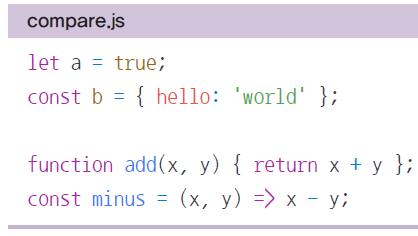 compare.js
let a = true;
const b = { hello: 'world' };
function add(x, y) { return x + y };
const minus = (x, y) => x - y;